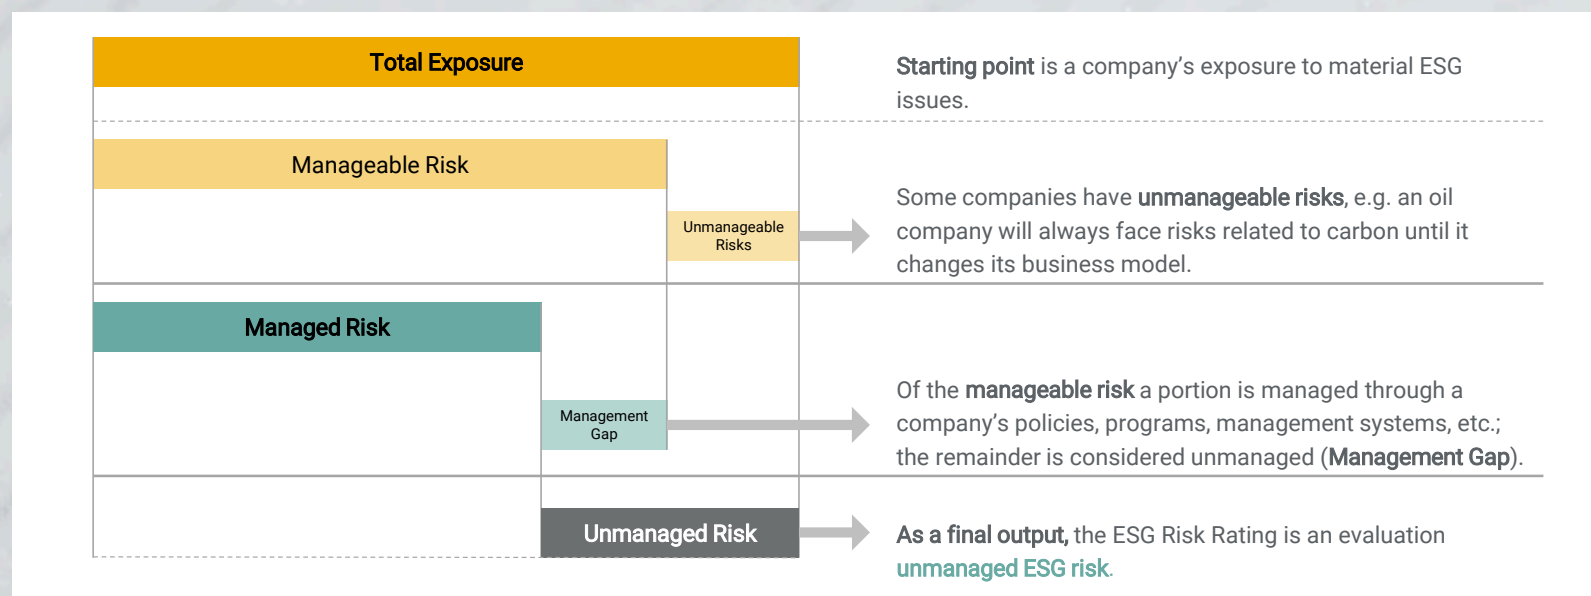 Total Exposure
Starting point is a company's exposure to material ESG
issues.
Manageable Risk
Unmanageable
Risks
Some companies have unmanageable risks, e.g. an oil
company will always face risks related to carbon until it
changes its business model.
Managed Risk
Management
Gap
Of the manageable risk a portion is managed through a
company's policies, programs, management systems, etc.;
the remainder is considered unmanaged (Management Gap).
Unmanaged Risk
As a final output, the ESG Risk Rating is an evaluation
unmanaged ESG risk.